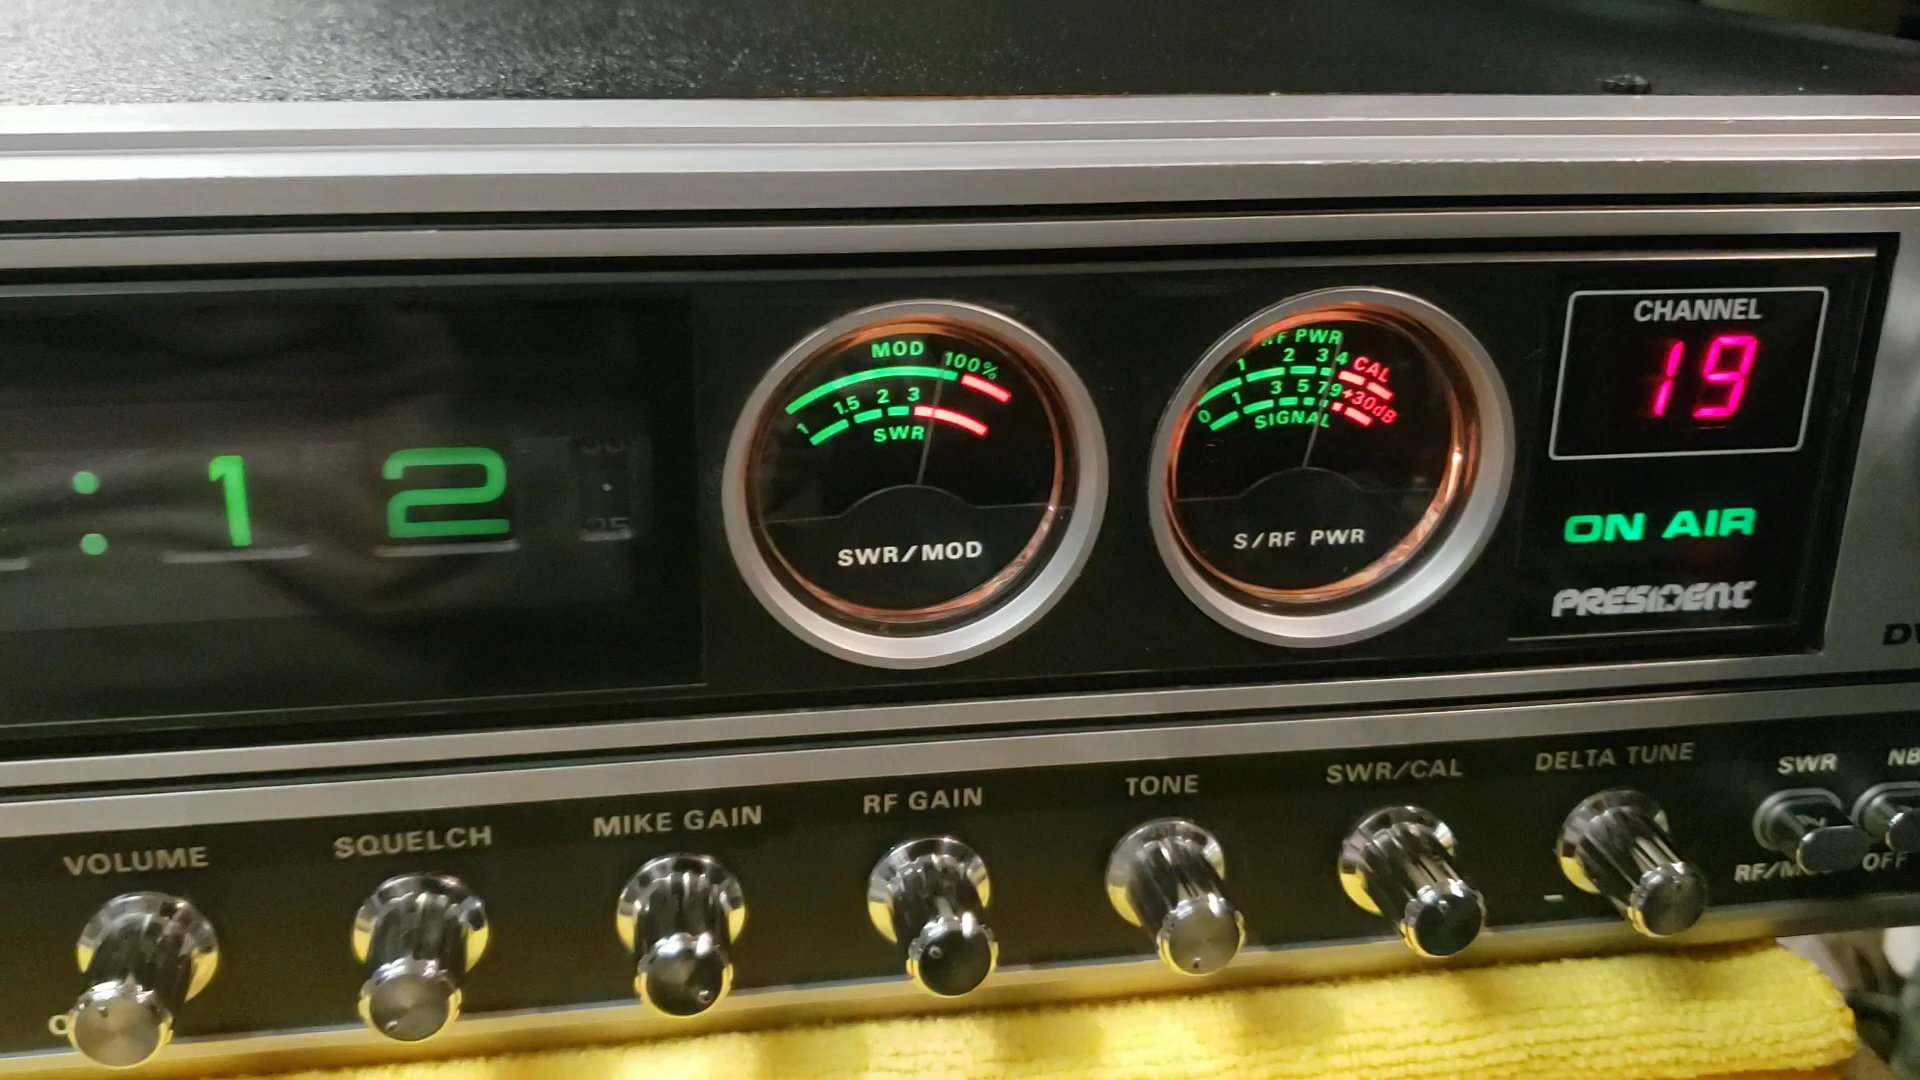 : 12
MOD 100%
1 1.5 2 3
SWR
SWR/MOD
RF PWR
1 2 3 4 CAL
0 1 3 5 7 9 +30dB
SIGNAL
S/RF PWR
CHANNEL
19
ON AIR
PRESIDENT
VOLUME
SQUELCH
MIKE GAIN
RF GAIN
TONE
SWR/CAL
DELTA TUNE
SWR
NB
OFF